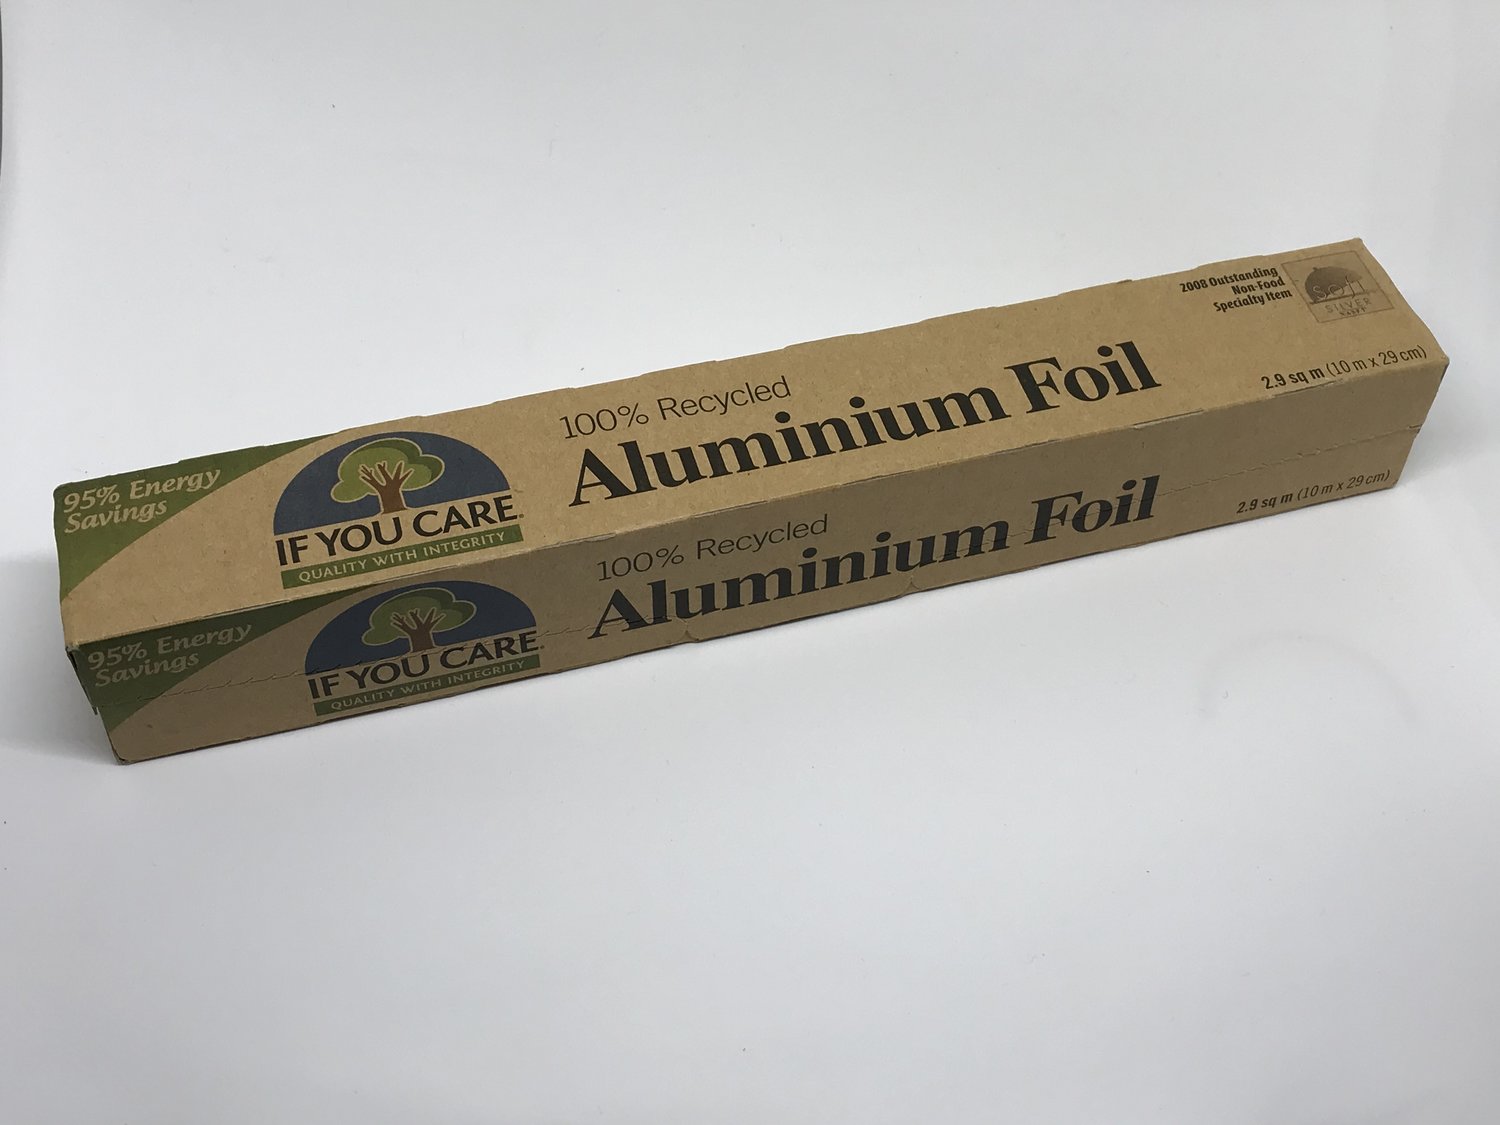 95% Energy
Savings
IF YOU CARE
QUALITY WITH INTEGRITY
100% Recycled
Aluminium Foil
2008 Outstanding
Non-Food
Specialty Item
sofi
SILVER
2.9 sq m (10 m x 29 cm)
95% Energy
Savings
IF YOU CARE
QUALITY WITH INTEGRITY
100% Recycled
Aluminium Foil
2.9 sq m (10 m x 29 cm)